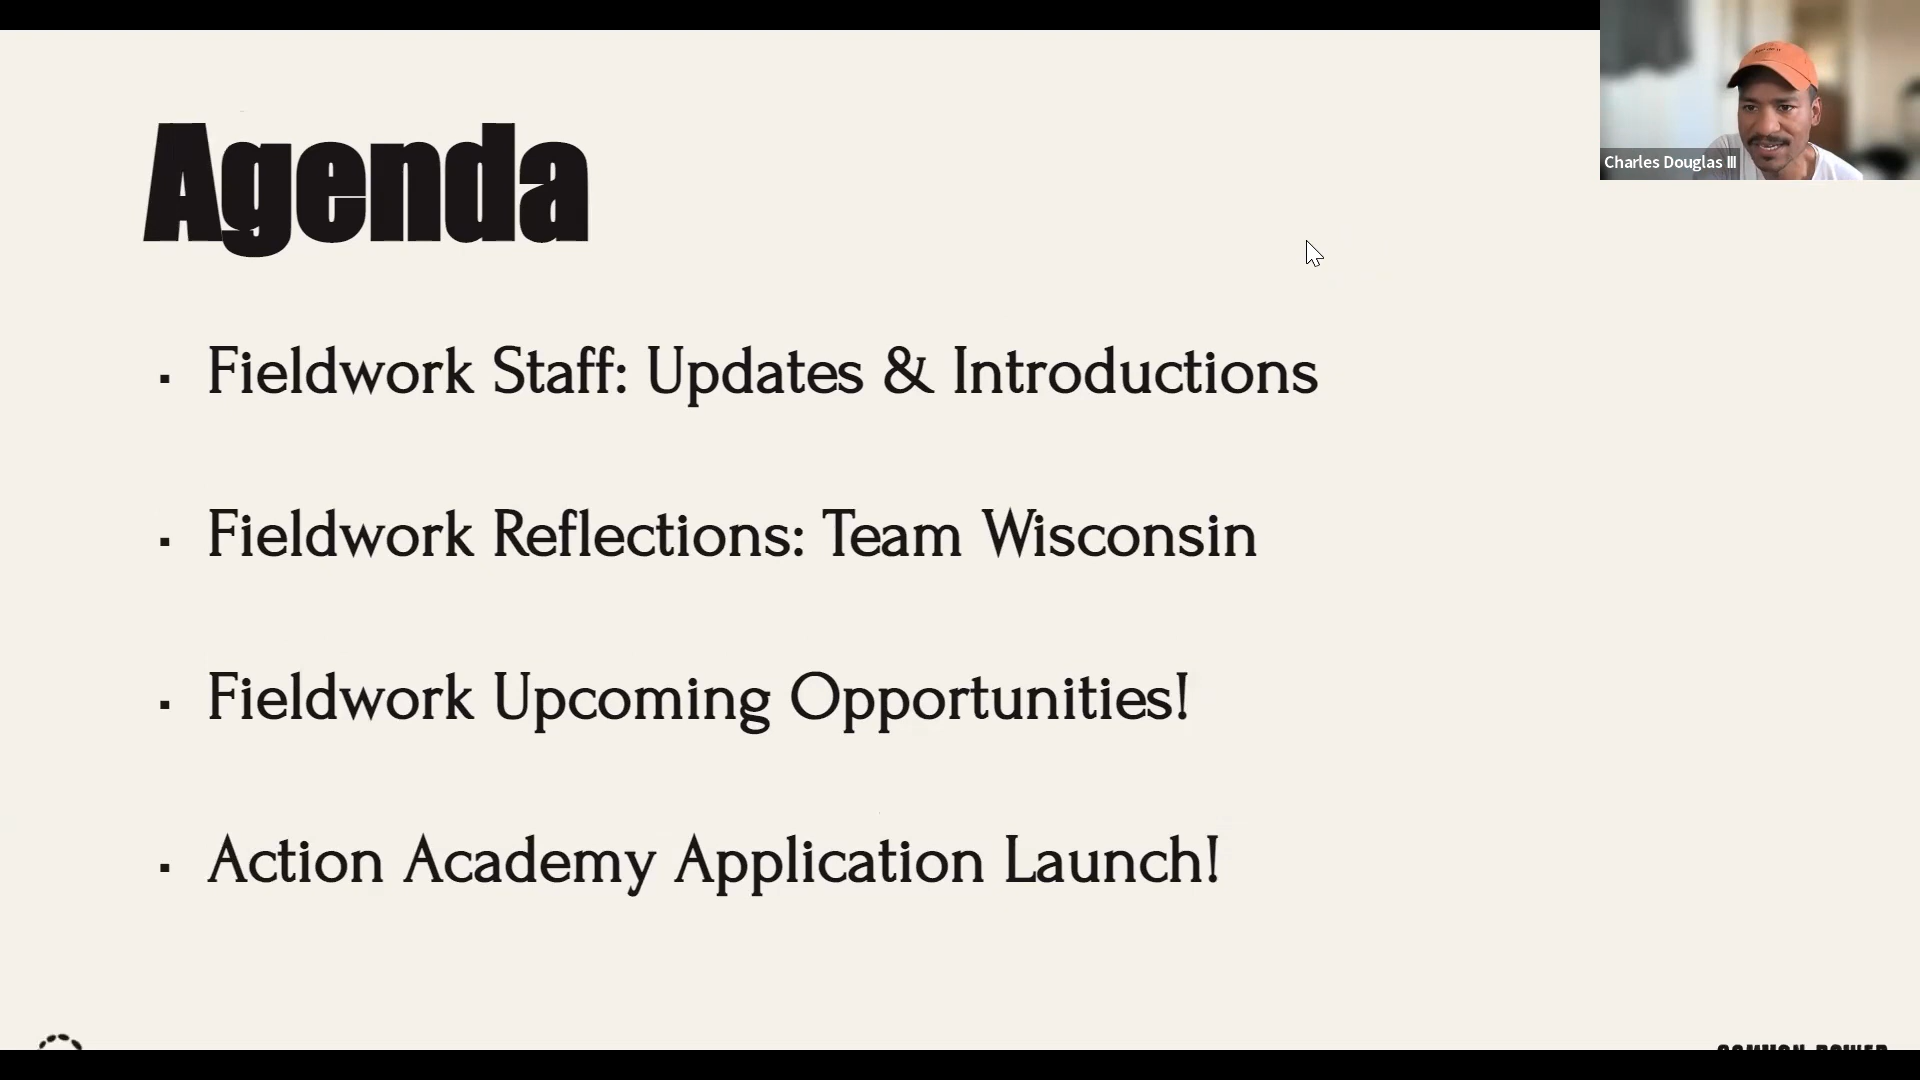 Agenda
Charles Douglas III
▪ Fieldwork Staff: Updates & Introductions
▪ Fieldwork Reflections: Team Wisconsin
▪ Fieldwork Upcoming Opportunities!
▪ Action Academy Application Launch!